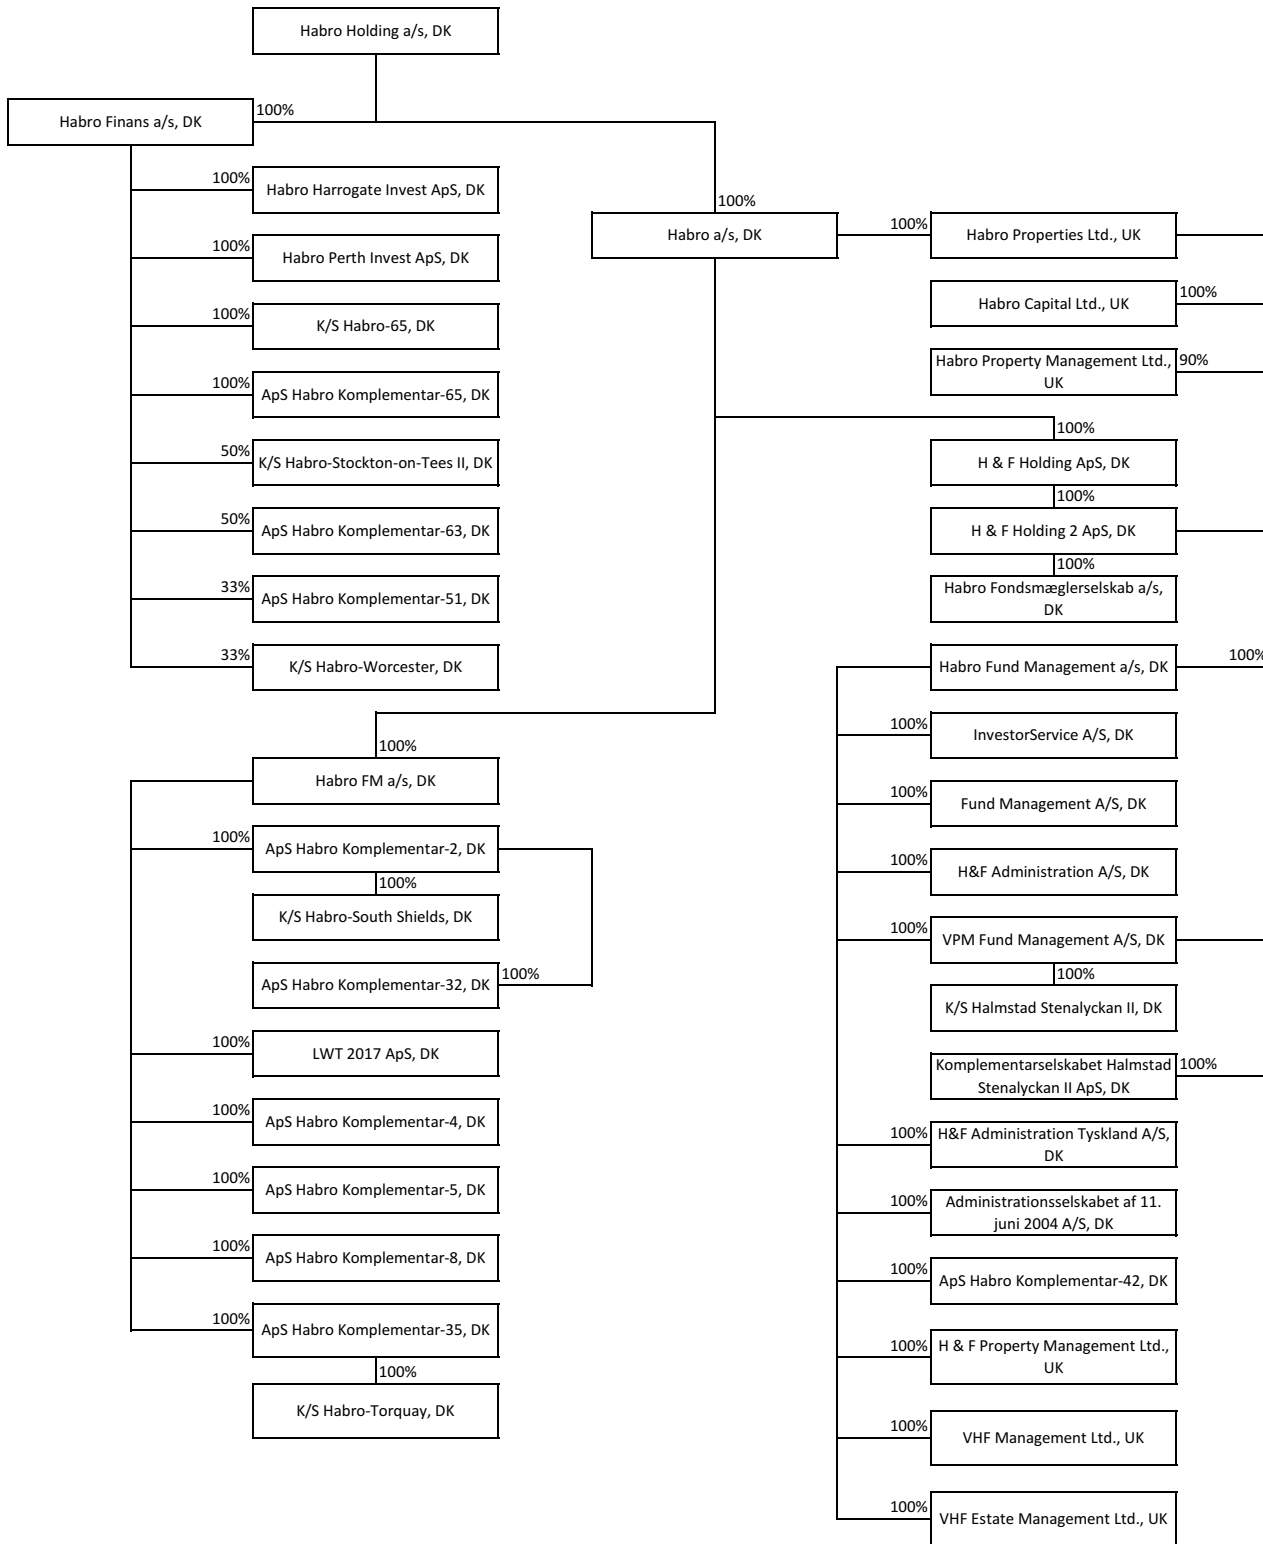 Habro Holding a/s, DK
100%
Habro Finans a/s, DK
100%
Habro Harrogate Invest ApS, DK
100%
Habro Perth Invest ApS, DK
100%
K/S Habro-65, DK
100%
ApS Habro Komplementar-65, DK
50%
K/S Habro-Stockton-on-Tees II, DK
50%
ApS Habro Komplementar-63, DK
33%
ApS Habro Komplementar-51, DK
33%
K/S Habro-Worcester, DK
100%
Habro a/s, DK
100%
Habro Properties Ltd., UK
Habro Capital Ltd., UK
100%
Habro Property Management Ltd.,
UK
90%
100%
H & F Holding ApS, DK
100%
H & F Holding 2 ApS, DK
100%
Habro Fondsmæglerselskab a/s,
DK
Habro Fund Management a/s, DK
100%
100%
InvestorService A/S, DK
100%
Fund Management A/S, DK
100%
H&F Administration A/S, DK
100%
VPM Fund Management A/S, DK
100%
K/S Halmstad Stenalyckan II, DK
Komplementarselskabet Halmstad
Stenalyckan II ApS, DK
100%
100%
H&F Administration Tyskland A/S,
DK
100%
Administrationsselskabet af 11.
juni 2004 A/S, DK
100%
ApS Habro Komplementar-42, DK
100%
H & F Property Management Ltd.,
UK
100%
VHF Management Ltd., UK
100%
VHF Estate Management Ltd., UK
100%
Habro FM a/s, DK
100%
ApS Habro Komplementar-2, DK
100%
K/S Habro-South Shields, DK
ApS Habro Komplementar-32, DK
100%
100%
LWT 2017 ApS, DK
100%
ApS Habro Komplementar-4, DK
100%
ApS Habro Komplementar-5, DK
100%
ApS Habro Komplementar-8, DK
100%
ApS Habro Komplementar-35, DK
100%
K/S Habro-Torquay, DK